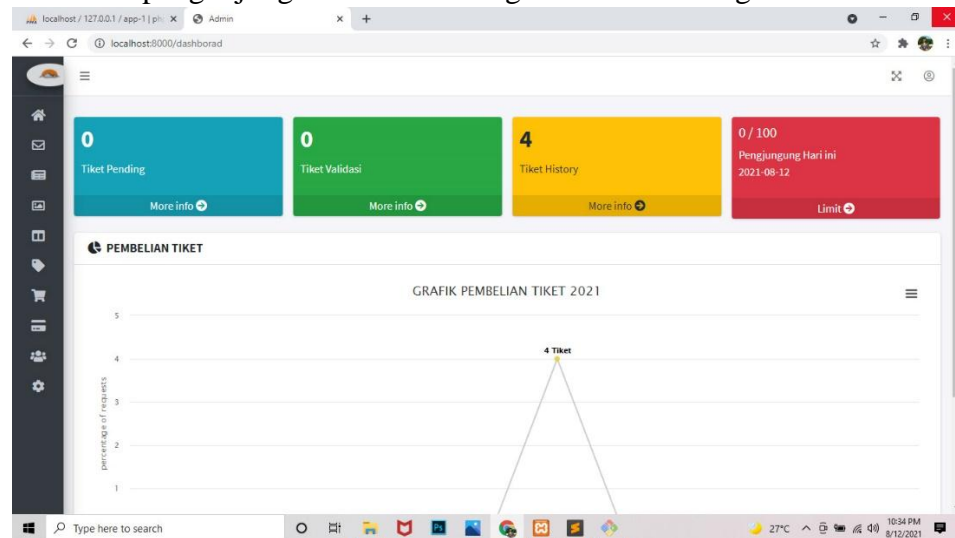 localhost / 127.0.0.1 / app-1 | ph
Admin
localhost:8000/dashborad
0
Tiket Pending
More info
0
Tiket Validasi
More info
4
Tiket History
More info
0 / 100
Pengjungung Hari ini
2021-08-12
Limit
PEMBELIAN TIKET
GRAFIK PEMBELIAN TIKET 2021
5
4
3
2
1
percentage of requests
4 Tiket
Type here to search
27°C
10:34 PM
8/12/2021